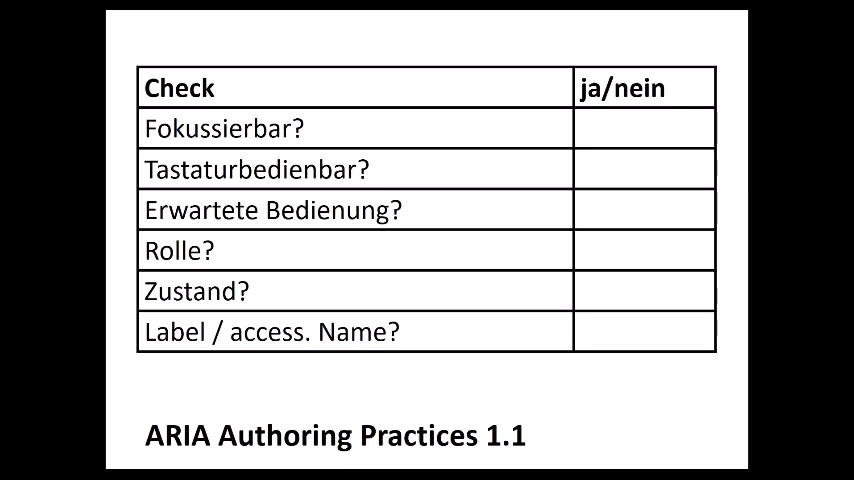 Check ja/nein
Fokussierbar?
Tastaturbedienbar?
Erwartete Bedienung?
Rolle?
Zustand?
Label / access. Name?
ARIA Authoring Practices 1.1